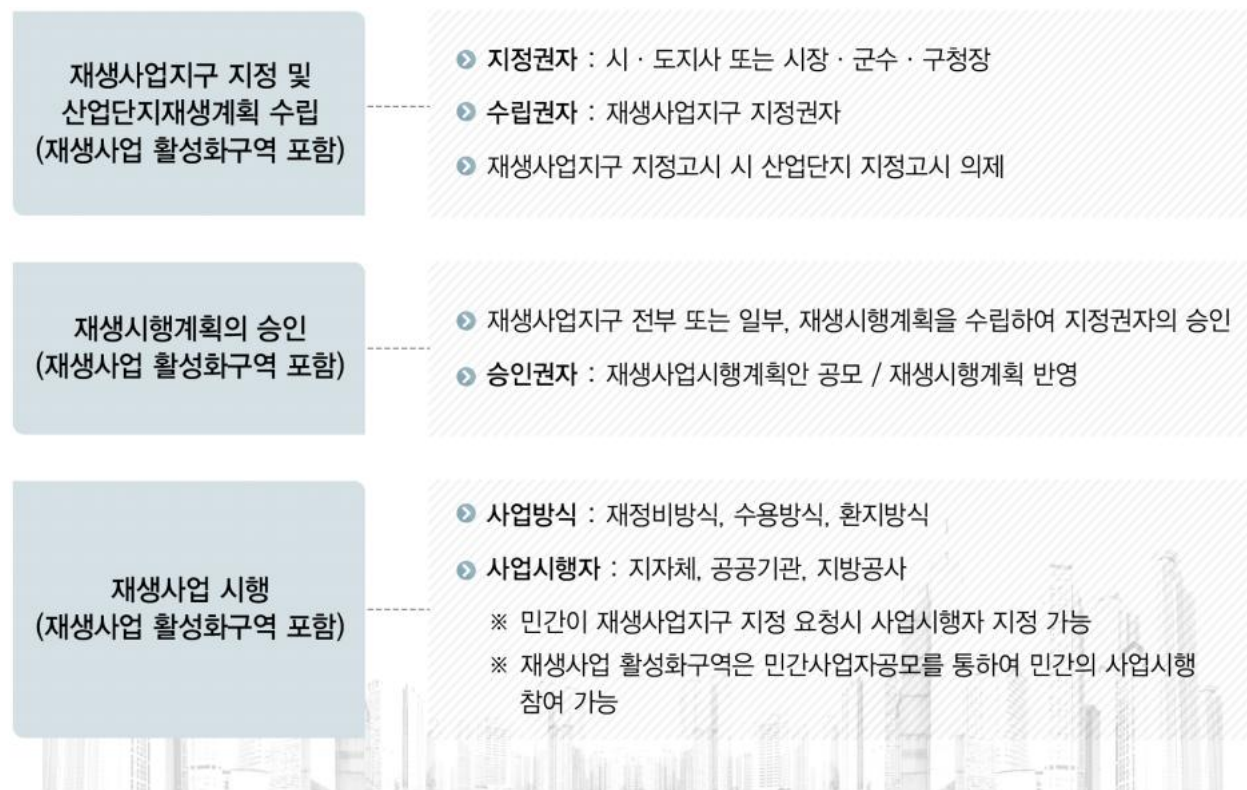 재생사업지구 지정 및
산업단지재생계획 수립
(재생사업 활성화구역 포함)
지정권자 : 시 · 도지사 또는 시장 · 군수 · 구청장
수립권자 : 재생사업지구 지정권자
재생사업지구 지정고시 시 산업단지 지정고시 의제
재생시행계획의 승인
(재생사업 활성화구역 포함)
재생사업지구 전부 또는 일부, 재생시행계획을 수립하여 지정권자의 승인
승인권자 : 재생사업시행계획안 공모 / 재생시행계획 반영
재생사업 시행
(재생사업 활성화구역 포함)
사업방식 : 재정비방식, 수용방식, 환지방식
사업시행자 : 지자체, 공공기관, 지방공사
※ 민간이 재생사업지구 지정 요청시 사업시행자 지정 가능
※ 재생사업 활성화구역은 민간사업자공모를 통하여 민간의 사업시행
참여 가능